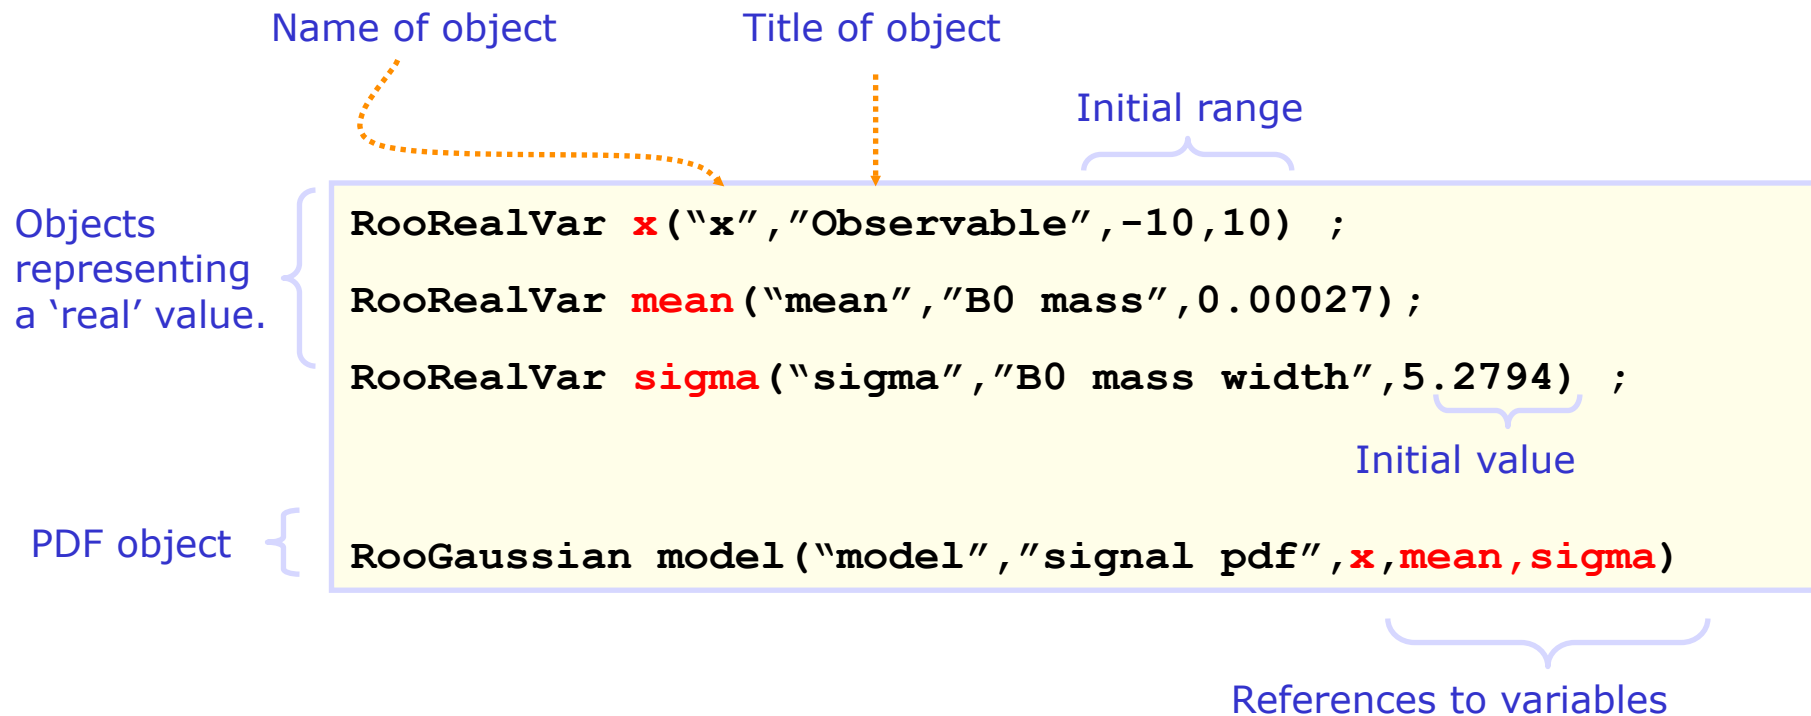 Name of object
Title of object
Initial range
Objects
representing
a ‘real’ value.
RooRealVar x(“x”,”Observable”,-10,10) ;
RooRealVar mean(“mean”,”B0 mass”,0.00027);
RooRealVar sigma(“sigma”,”B0 mass width”,5.2794) ;
Initial value
PDF object
RooGaussian model(“model”,”signal pdf”,x,mean,sigma)
References to variables